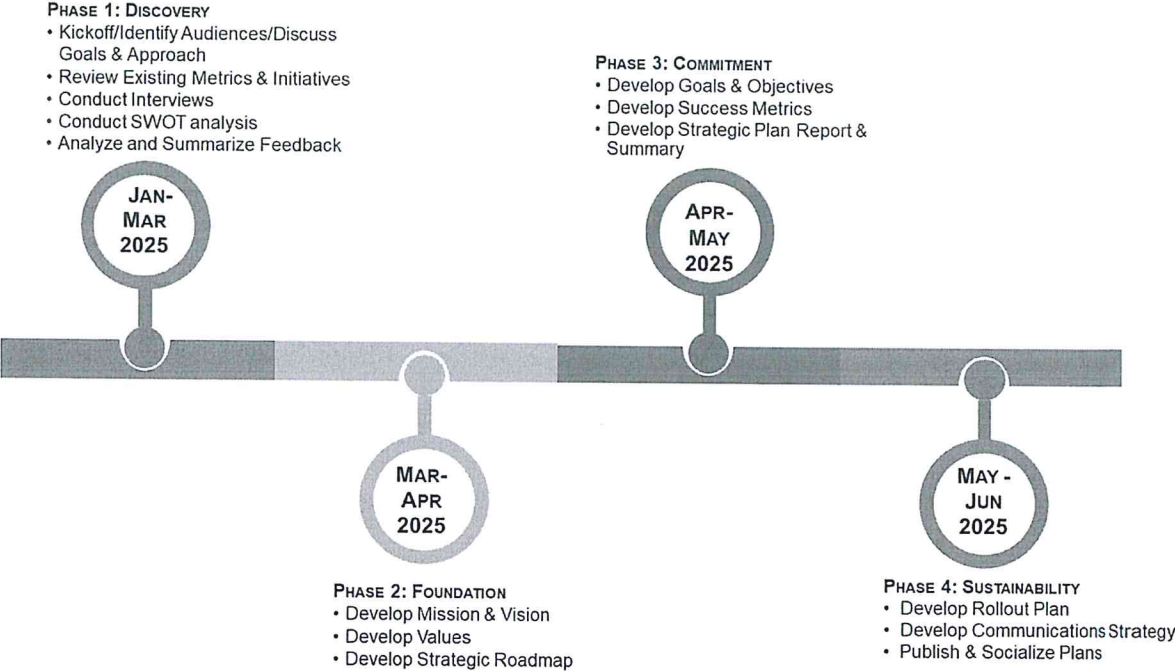 PHASE 1: DISCOVERY
• Kickoff/Identify Audiences/Discuss
Goals & Approach
• Review Existing Metrics & Initiatives
• Conduct Interviews
• Conduct SWOT analysis
• Analyze and Summarize Feedback
JAN-
MAR
2025
PHASE 3: COMMITMENT
• Develop Goals & Objectives
• Develop Success Metrics
• Develop Strategic Plan Report &
Summary
APR-
MAY
2025
MAR-
APR
2025
PHASE 2: FOUNDATION
• Develop Mission & Vision
• Develop Values
• Develop Strategic Roadmap
MAY -
JUN
2025
PHASE 4: SUSTAINABILITY
• Develop Rollout Plan
• Develop Communications Strategy
• Publish & Socialize Plans